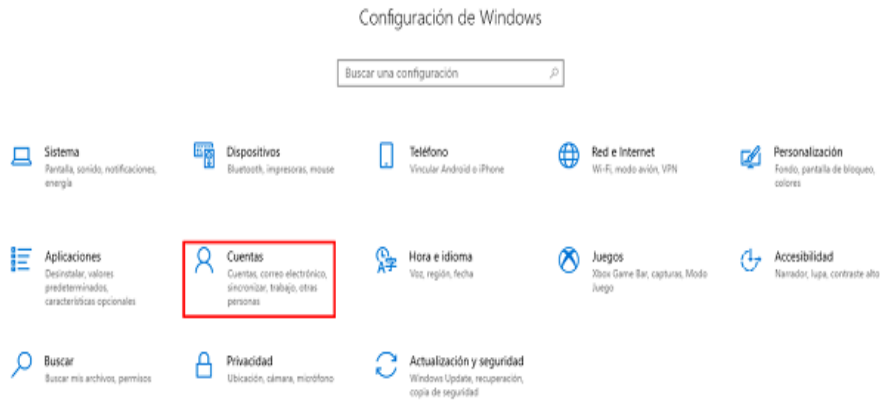 Configuración de Windows
Buscar una configuración
Sistema
Pantalla, sonido, notificaciones,
energía
Dispositivos
Bluetooth, impresoras, mouse
Teléfono
Vincular Android o iPhone
Red e Internet
Wi-Fi, modo avión, VPN
Personalización
Fondo, pantalla de bloqueo,
colores
Aplicaciones
Desinstalar, valores
predeterminados,
características opcionales
Cuentas
Cuentas, correo electrónico,
sincronizar, trabajo, otras
personas
Hora e idioma
Voz, región, fecha
Juegos
Xbox Game Bar, capturas, Modo
Juego
Accesibilidad
Narrador, lupa, contraste alto
Buscar
Buscar mis archivos, permisos
Privacidad
Ubicación, cámara, micrófono
Actualización y seguridad
Windows Update, recuperación,
copia de seguridad